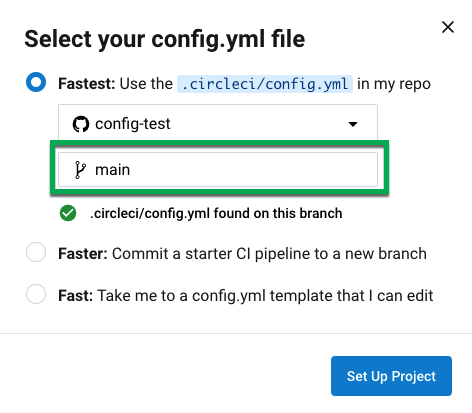 Select your config.yml file
Fastest: Use the .circleci/config.yml in my repo
config-test
main
.circleci/config.yml found on this branch
Faster: Commit a starter CI pipeline to a new branch
Fast: Take me to a config.yml template that I can edit
Set Up Project